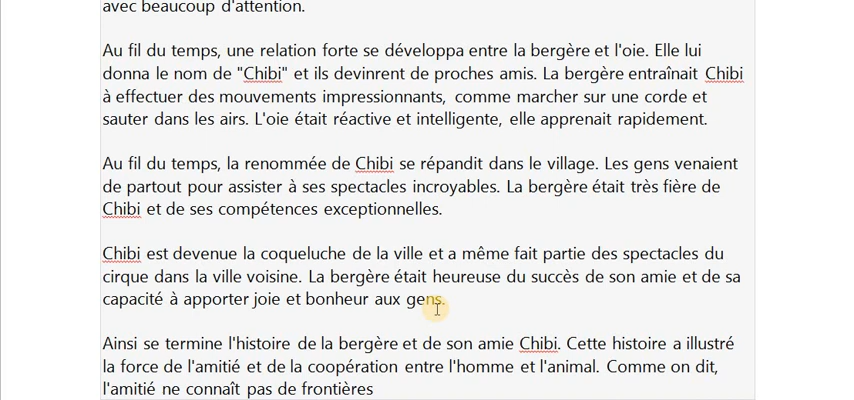 avec beaucoup d'attention.
Au fil du temps, une relation forte se développa entre la bergère et l'oie. Elle lui
donna le nom de "Chibi" et ils devinrent de proches amis. La bergère entraînait Chibi
à effectuer des mouvements impressionnants, comme marcher sur une corde et
sauter dans les airs. L'oie était réactive et intelligente, elle apprenait rapidement.
Au fil du temps, la renommée de Chibi se répandit dans le village. Les gens venaient
de partout pour assister à ses spectacles incroyables. La bergère était très fière de
Chibi et de ses compétences exceptionnelles.
Chibi est devenue la coqueluche de la ville et a même fait partie des spectacles du
cirque dans la ville voisine. La bergère était heureuse du succès de son amie et de sa
capacité à apporter joie et bonheur aux gens.
Ainsi se termine l'histoire de la bergère et de son amie Chibi. Cette histoire a illustré
la force de l'amitié et de la coopération entre l'homme et l'animal. Comme on dit,
l'amitié ne connaît pas de frontières